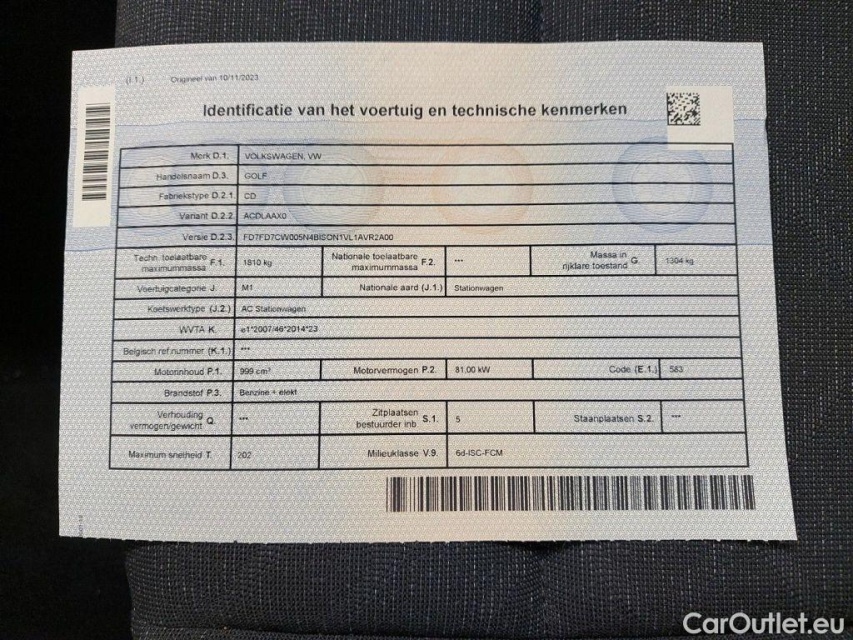 (I.1.) Origineel van 10/11/2023
Identificatie van het voertuig en technische kenmerken
Merk D.1. VOLKSWAGEN, VW
Handelsnaam D.3. GOLF
Fabriekstype D.2.1. CD
Variant D.2.2. ACDLAAX0
Versie D.2.3. FD7FD7CW005N4BISON1VL1AVR2A00
Techn. toelaatbare maximummassa F.1. 1810 kg Nationale toelaatbare maximummassa F.2. --- Massa in rijklare toestand G. 1304 kg
Voertuigcategorie J. M1 Nationale aard (J.1.) Stationwagen
Koetswerktype (J.2.) AC Stationwagen
WVTA K. e1*2007/46*2014*23
Belgisch ref.nummer (K.1.) ---
Motorinhoud P.1. 999 cm³ Motorvermogen P.2. 81.00 kW Code (E.1.) 583
Brandstof P.3. Benzine + elekt
Verhouding vermogen/gewicht Q. --- Zitplaatsen bestuurder inb. S.1. 5 Staanplaatsen S.2. ---
Maximum snelheid T. 202 Milieuklasse V.9. 6d-ISC-FCM
CarOutlet.eu